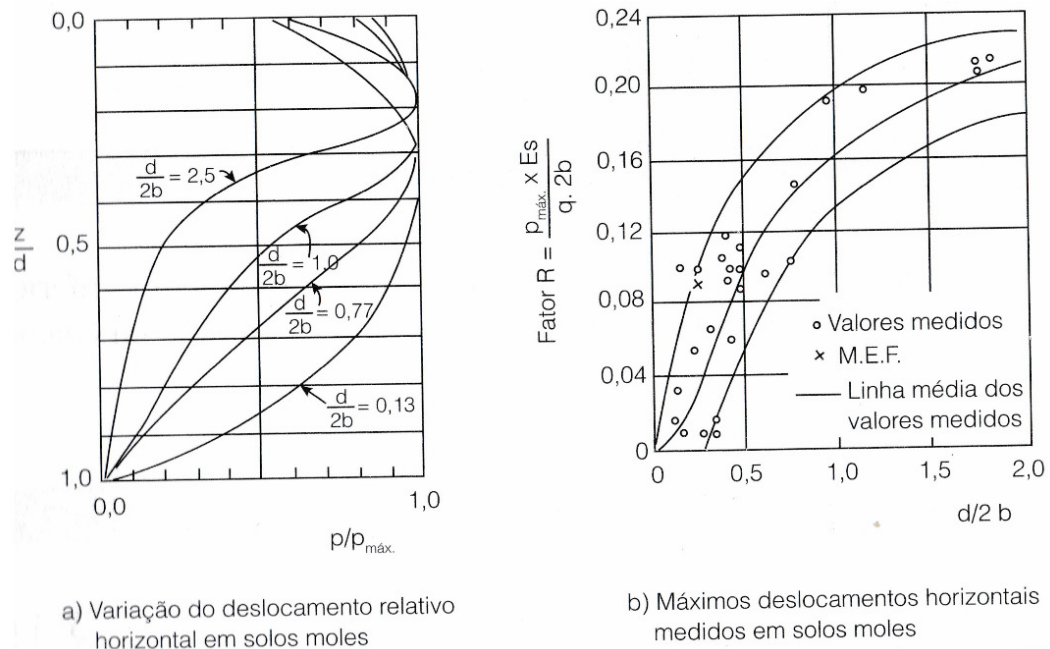 0,0
d/2b = 2,5
z/d
0,5
d/2b = 1,0
d/2b = 0,77
d/2b = 0,13
1,0
0,0
1,0
p/pmáx.
a) Variação do deslocamento relativo
horizontal em solos moles
Fator R = pmáx. x Es / q. 2b
0,24
0,20
0,16
0,12
0,08
0,04
0
Valores medidos
× M.E.F.
Linha média dos
valores medidos
0
0,5
1,0
1,5
2,0
d/2 b
b) Máximos deslocamentos horizontais
medidos em solos moles